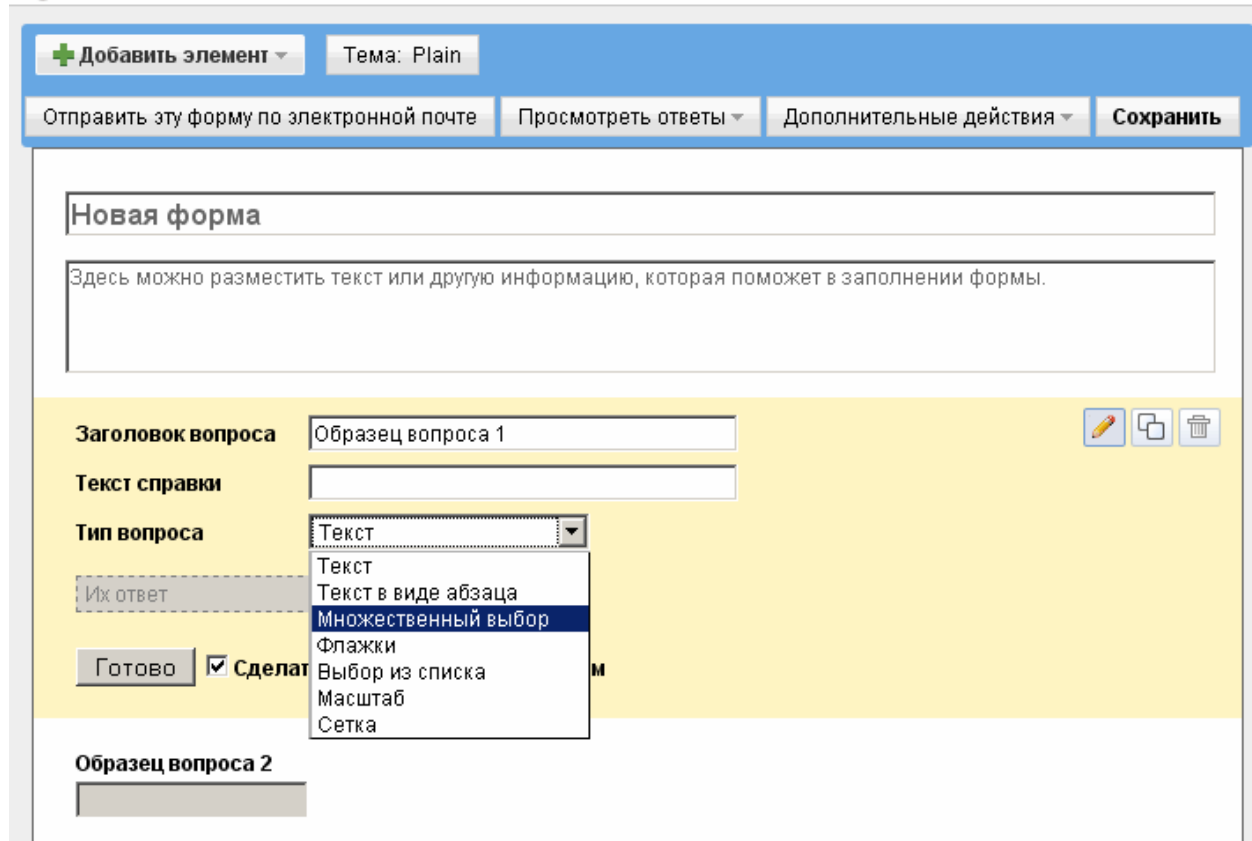 Добавить элемент
Тема: Plain
Отправить эту форму по электронной почте
Просмотреть ответы
Дополнительные действия
Сохранить
Новая форма
Здесь можно разместить текст или другую информацию, которая поможет в заполнении формы.
Заголовок вопроса
Образец вопроса 1
Текст справки
Тип вопроса
Текст
Текст
Текст в виде абзаца
Множественный выбор
Флажки
Выбор из списка
Масштаб
Сетка
Их ответ
Готово
Образец вопроса 2